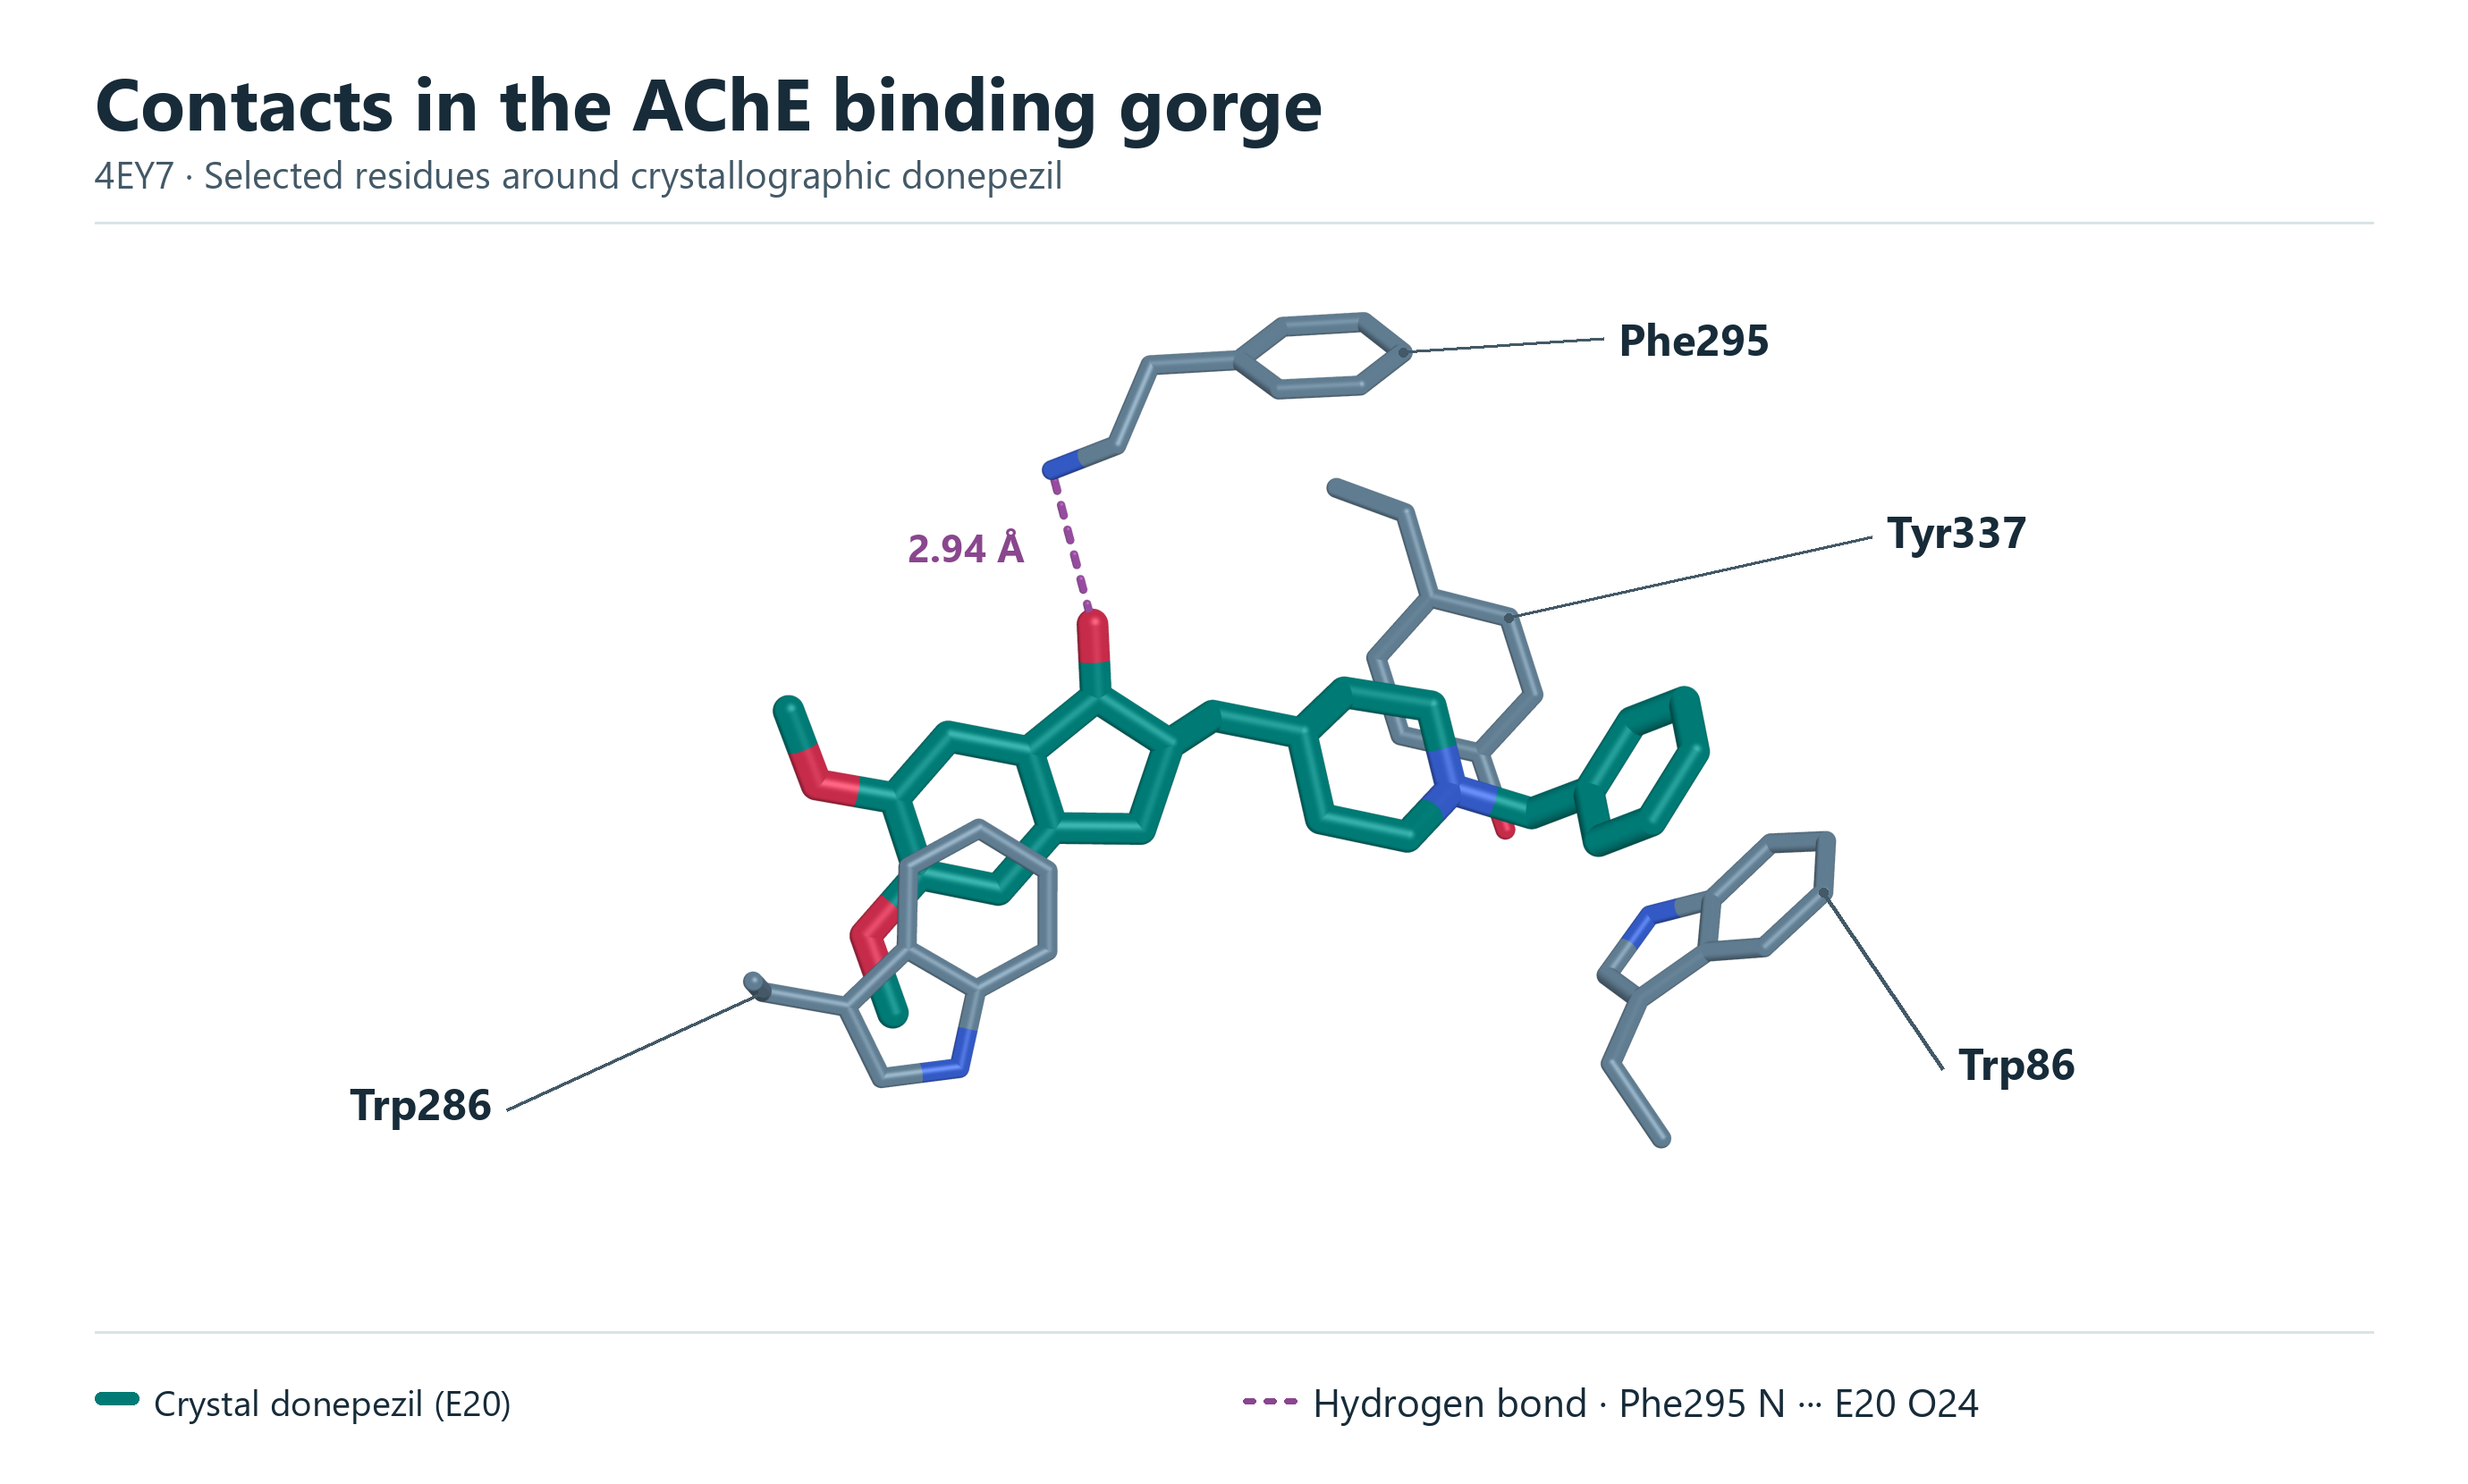 Contacts in the AChE binding gorge
4EY7 · Selected residues around crystallographic donepezil
Phe295
Tyr337
2.94 Å
Trp86
Trp286
Crystal donepezil (E20)
Hydrogen bond · Phe295 N ··· E20 O24